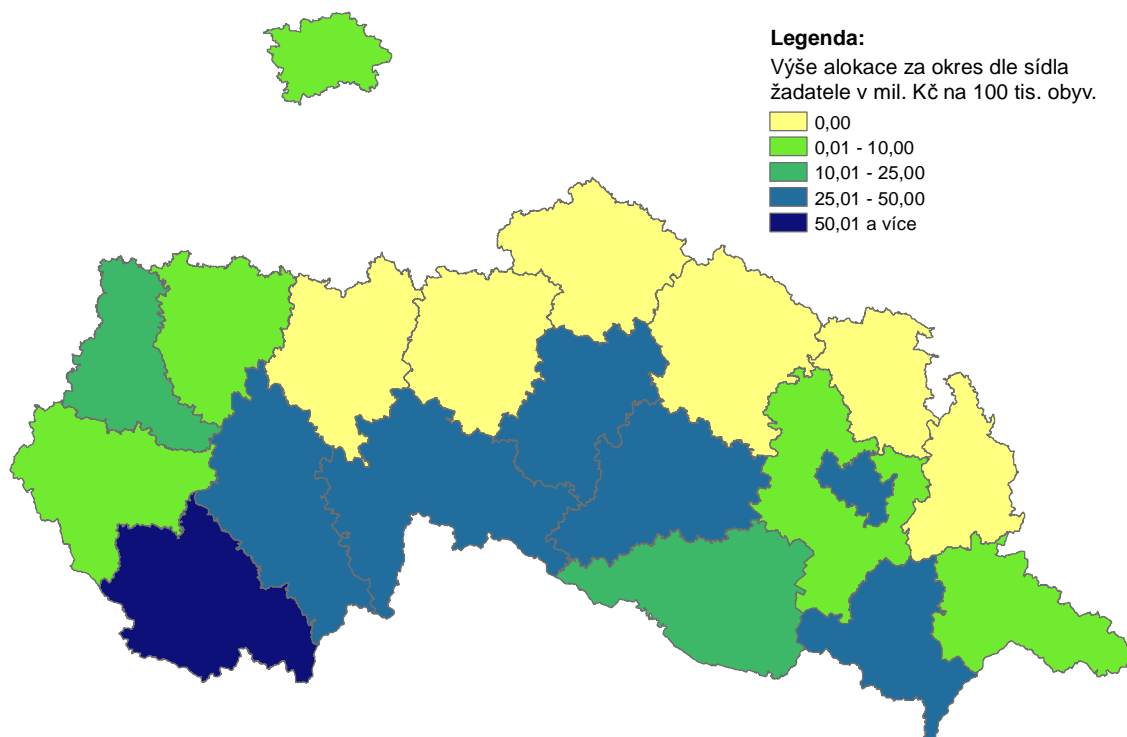 Legenda:
Výše alokace za okres dle sídla
žadatele v mil. Kč na 100 tis. obyv.
0,00
0,01 - 10,00
10,01 - 25,00
25,01 - 50,00
50,01 a více